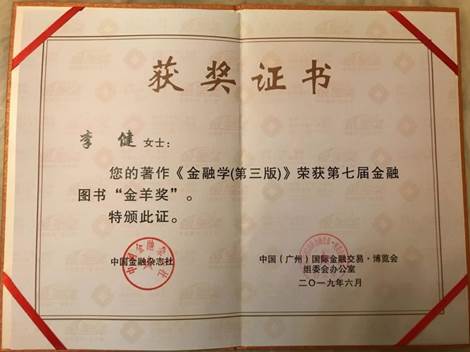 获奖证书
李健女士：
您的著作《金融学(第三版)》荣获第七届金融
图书“金羊奖”。
特颁此证。
中国金融杂志社
中国（广州）国际金融交易·博览会
组委会办公室
二〇一九年六月